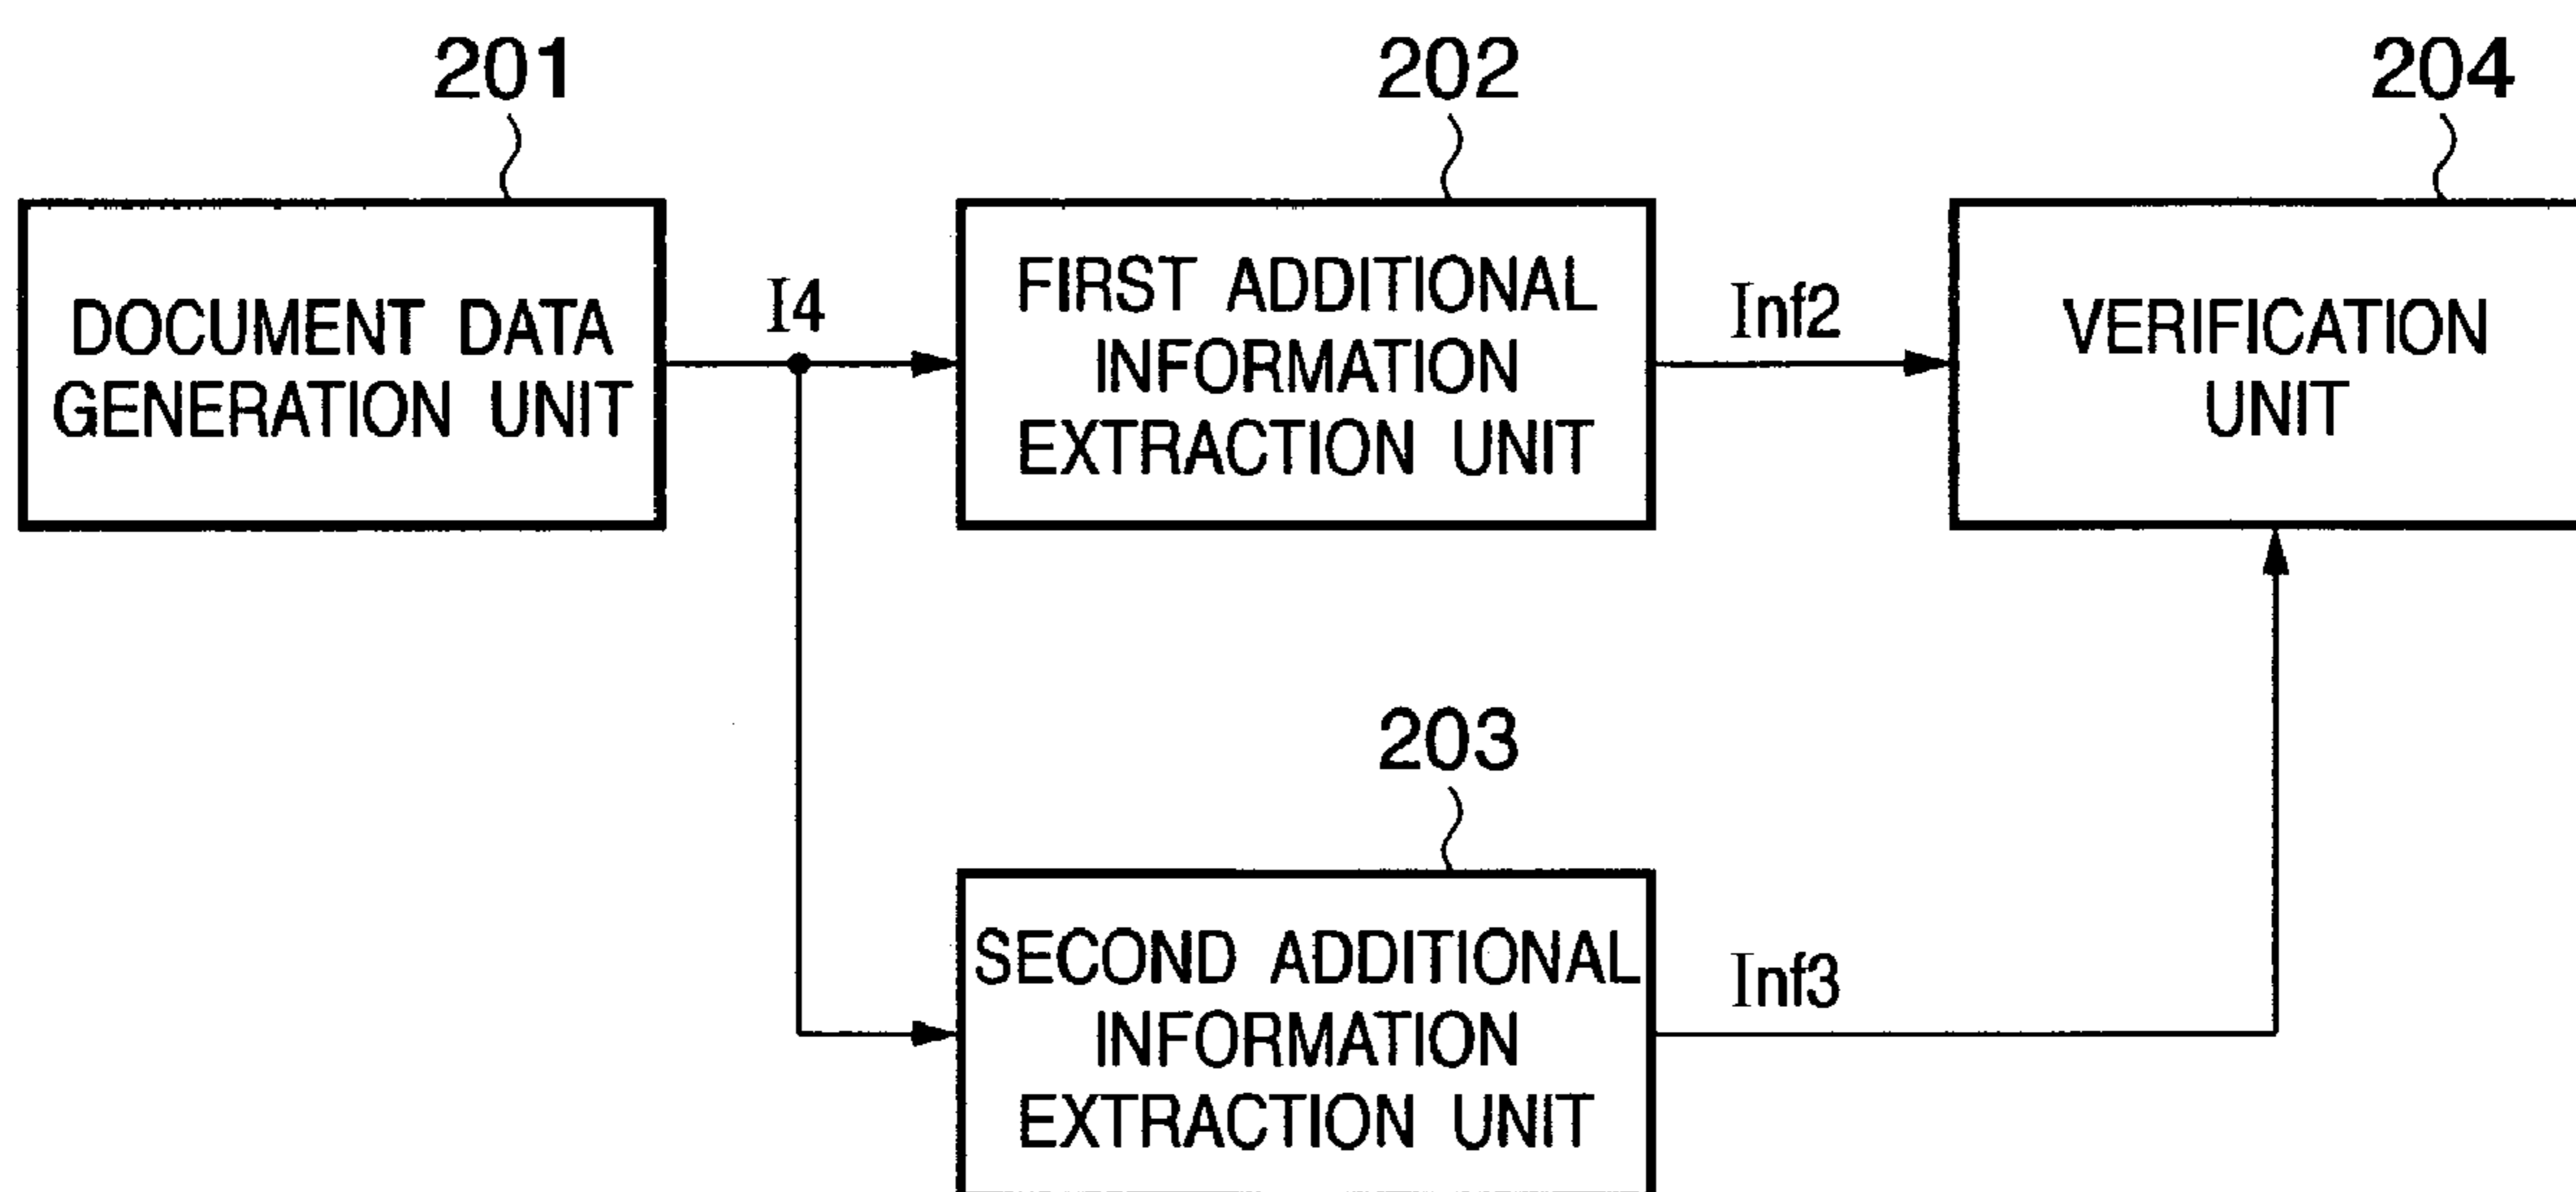 201
202
204
DOCUMENT DATA
GENERATION UNIT
I4
FIRST ADDITIONAL
INFORMATION
EXTRACTION UNIT
Inf2
VERIFICATION
UNIT
203
SECOND ADDITIONAL
INFORMATION
EXTRACTION UNIT
Inf3